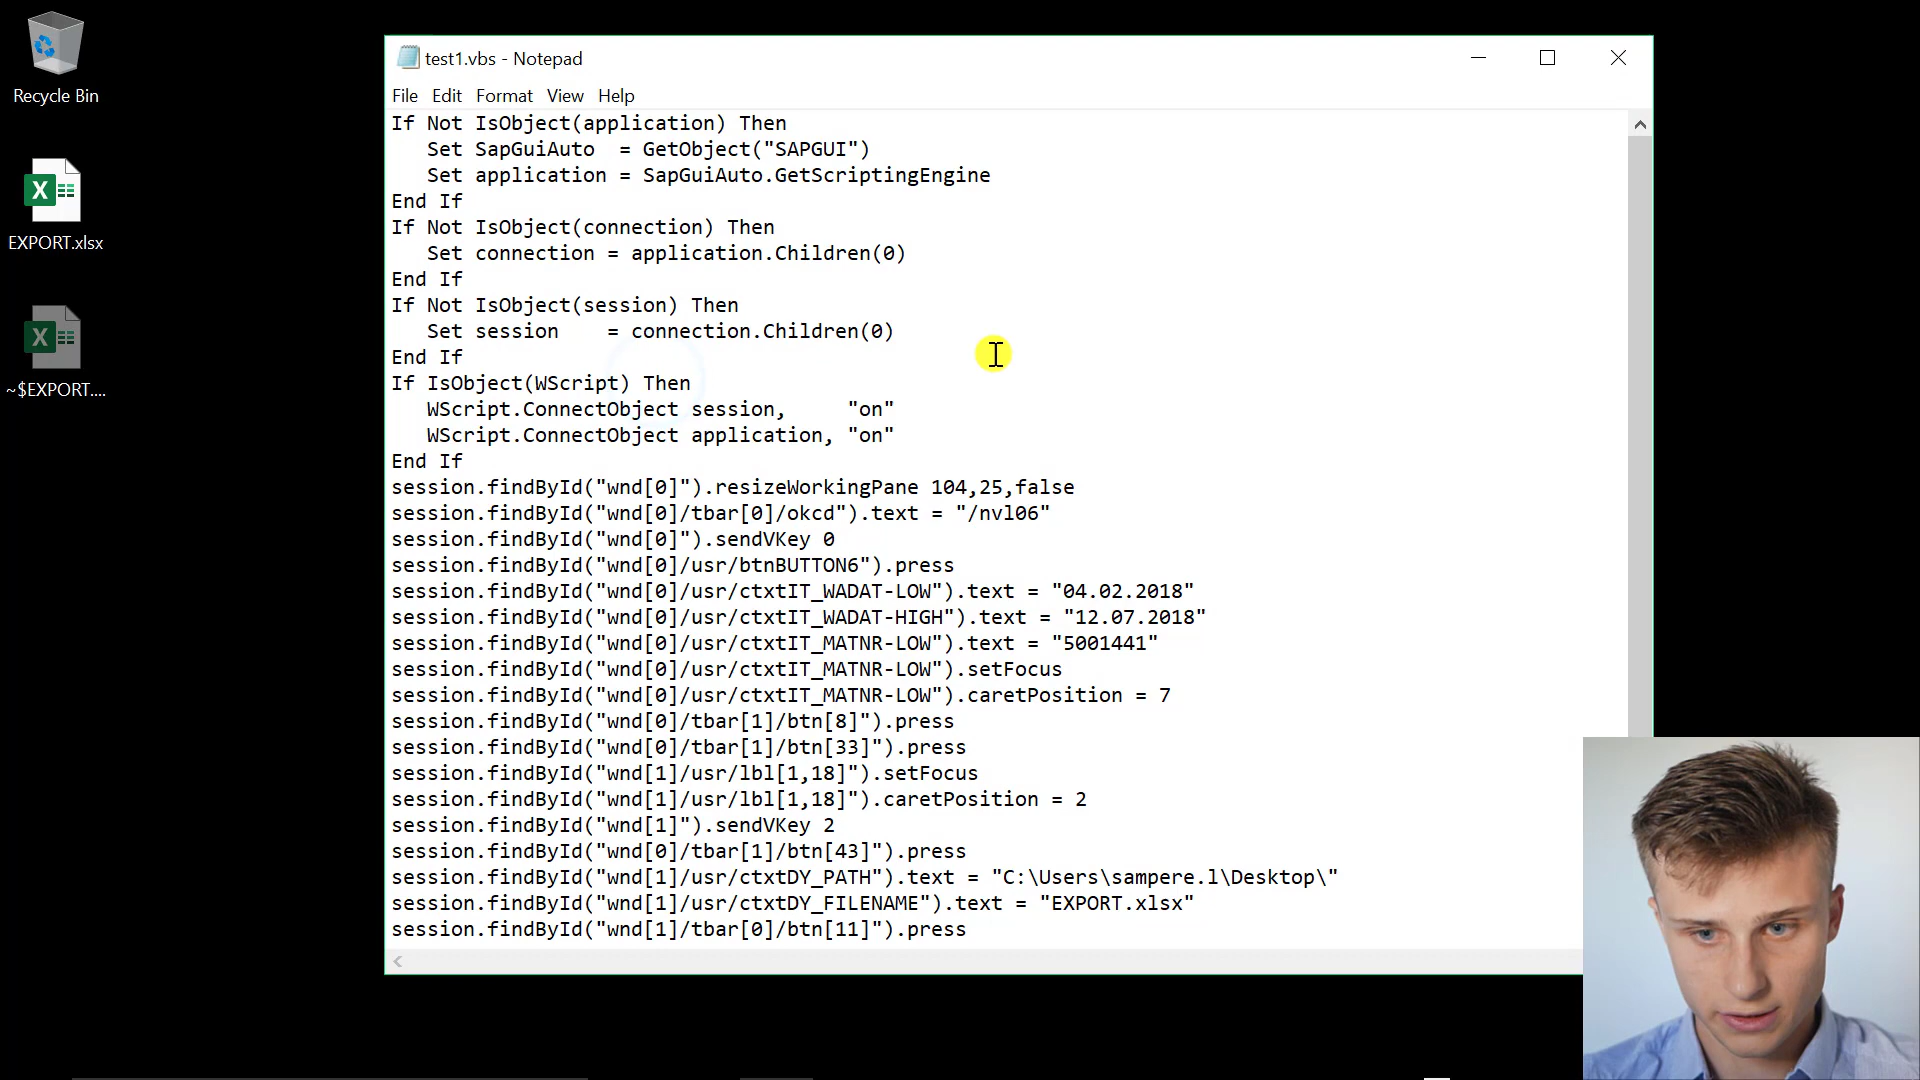 Recycle Bin
EXPORT.xlsx
~$EXPORT....
test1.vbs - Notepad
File Edit Format View Help
If Not IsObject(application) Then
   Set SapGuiAuto  = GetObject("SAPGUI")
   Set application = SapGuiAuto.GetScriptingEngine
End If
If Not IsObject(connection) Then
   Set connection = application.Children(0)
End If
If Not IsObject(session) Then
   Set session    = connection.Children(0)
End If
If IsObject(WScript) Then
   WScript.ConnectObject session,     "on"
   WScript.ConnectObject application, "on"
End If
session.findById("wnd[0]").resizeWorkingPane 104,25,false
session.findById("wnd[0]/tbar[0]/okcd").text = "/nvl06"
session.findById("wnd[0]").sendVKey 0
session.findById("wnd[0]/usr/btnBUTTON6").press
session.findById("wnd[0]/usr/ctxtIT_WADAT-LOW").text = "04.02.2018"
session.findById("wnd[0]/usr/ctxtIT_WADAT-HIGH").text = "12.07.2018"
session.findById("wnd[0]/usr/ctxtIT_MATNR-LOW").text = "5001441"
session.findById("wnd[0]/usr/ctxtIT_MATNR-LOW").setFocus
session.findById("wnd[0]/usr/ctxtIT_MATNR-LOW").caretPosition = 7
session.findById("wnd[0]/tbar[1]/btn[8]").press
session.findById("wnd[0]/tbar[1]/btn[33]").press
session.findById("wnd[1]/usr/lbl[1,18]").setFocus
session.findById("wnd[1]/usr/lbl[1,18]").caretPosition = 2
session.findById("wnd[1]").sendVKey 2
session.findById("wnd[0]/tbar[1]/btn[43]").press
session.findById("wnd[1]/usr/ctxtDY_PATH").text = "C:\Users\sampere.l\Desktop\"
session.findById("wnd[1]/usr/ctxtDY_FILENAME").text = "EXPORT.xlsx"
session.findById("wnd[1]/tbar[0]/btn[11]").press